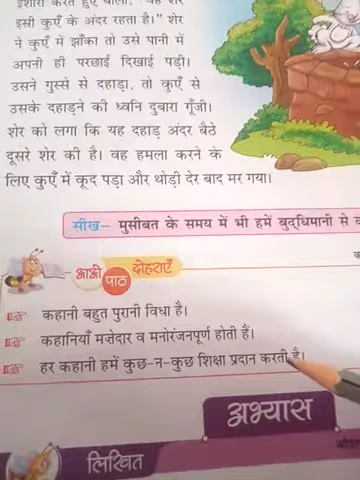 इशारा करते हुए बोला, "वह शेर
इसी कुएँ के अंदर रहता है।" शेर
ने कुएँ में झाँका तो उसे पानी में
अपनी ही परछाई दिखाई पड़ी।
उसने गुस्से से दहाड़ा, तो कुएँ से
उसके दहाड़ने की ध्वनि दुबारा गूँजी।
शेर को लगा कि यह दहाड़ अंदर बैठे
दूसरे शेर की है। वह हमला करने के
लिए कुएँ में कूद पड़ा और थोड़ी देर बाद मर गया।
सीख– मुसीबत के समय में भी हमें बुद्धिमानी से
आओ पाठ दोहराएँ
कहानी बहुत पुरानी विधा है।
कहानियाँ मजेदार व मनोरंजनपूर्ण होती हैं।
हर कहानी हमें कुछ-न-कुछ शिक्षा प्रदान करती है।
अभ्यास
लिखित